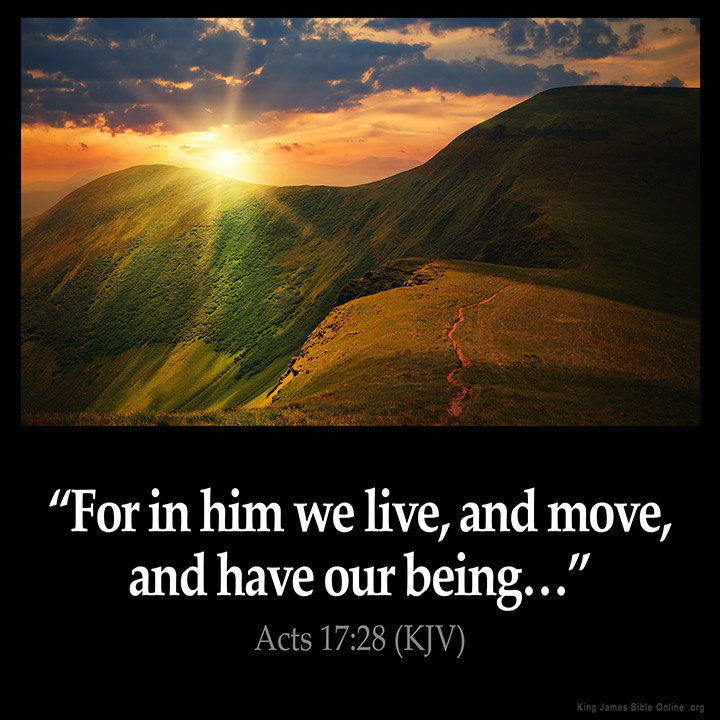 “For in him we live, and move,
and have our being…”
Acts 17:28 (KJV)
King James Bible Online .org